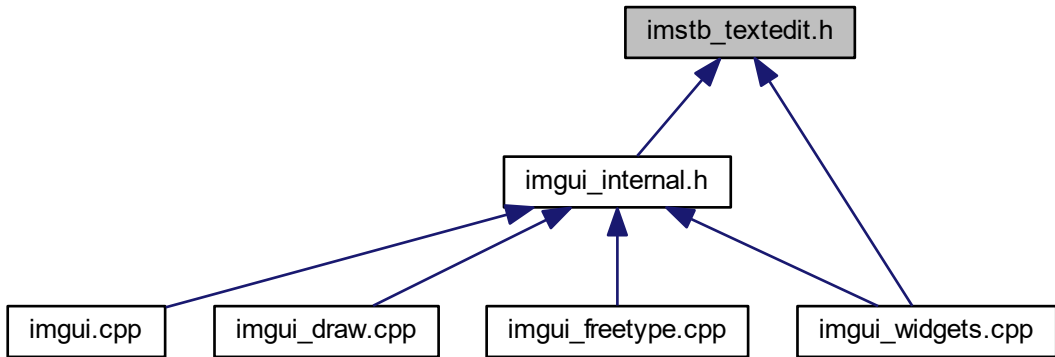 imstb_textedit.h
imgui_internal.h
imgui.cpp
imgui_draw.cpp
imgui_freetype.cpp
imgui_widgets.cpp